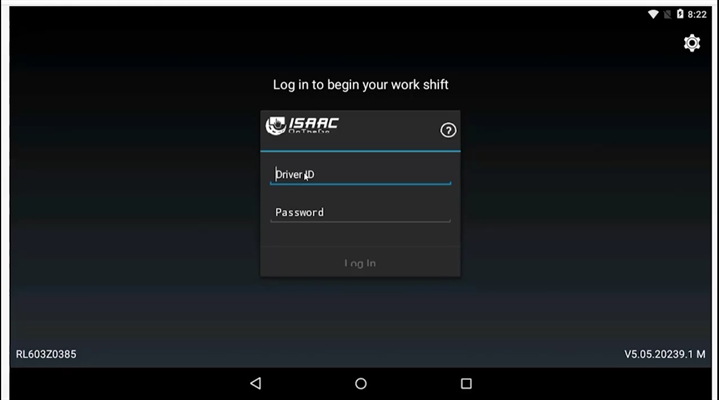 8:22
Log in to begin your work shift
ISAAC
OnTheGo
?
Driver ID
Password
Log In
RL603Z0385
V5.05.20239.1 M